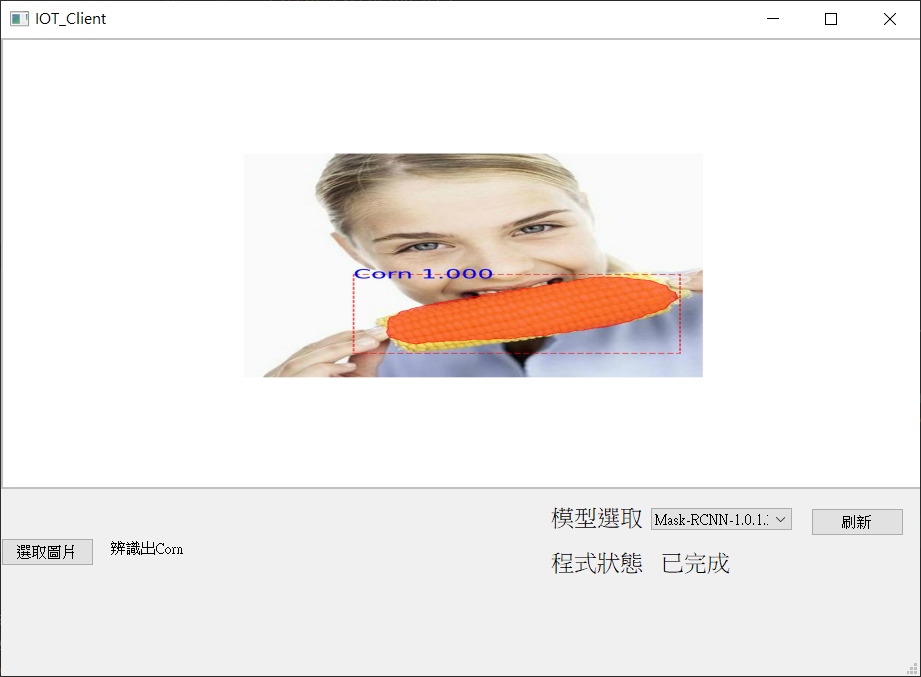 IOT_Client
Corn 1.000
模型選取 Mask-RCNN-1.0.1. 刷新
選取圖片 辨識出Corn
程式狀態 已完成